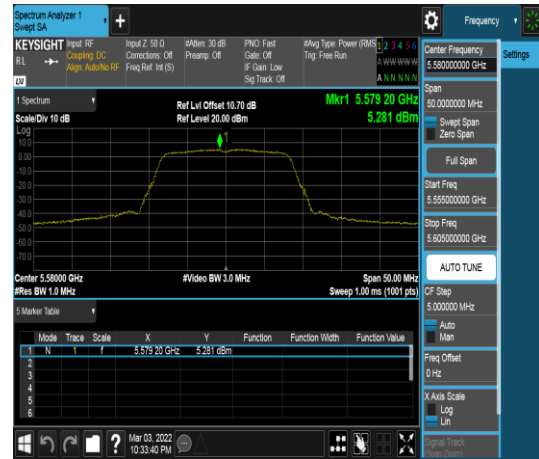 Spectrum Analyzer 1
Swept SA
+
Frequency
KEYSIGHT
Input: RF
Input Z: 50 Ω
#Atten: 30 dB
PNO: Fast
#Avg Type: Power (RMS
1 2 3 4 5 6
RL
Coupling: DC
Corrections: Off
Preamp: Off
Gate: Off
Trig: Free Run
A WW WW W
Align: Auto/No RF
Freq Ref: Int (S)
IF Gain: Low
Sig Track: Off
A N N N N N
LXI
1 Spectrum
Scale/Div 10 dB
Ref Lvl Offset 10.70 dB
Ref Level 20.00 dBm
Mkr1 5.579 20 GHz
5.281 dBm
Log
10.0
0.00
-10.0
-20.0
-30.0
-40.0
-50.0
-60.0
-70.0
1
Center 5.58000 GHz
#Video BW 3.0 MHz
Span 50.00 MHz
#Res BW 1.0 MHz
Sweep 1.00 ms (1001 pts)
5 Marker Table
Mode Trace Scale X Y Function Function Width Function Value
1 N 1 f 5.579 20 GHz 5.281 dBm
2
3
4
5
6
Mar 03, 2022
10:33:40 PM
?
Center Frequency
5.580000000 GHz
Settings
Span
50.0000000 MHz
Swept Span
Zero Span
Full Span
Start Freq
5.555000000 GHz
Stop Freq
5.605000000 GHz
AUTO TUNE
CF Step
5.000000 MHz
Auto
Man
Freq Offset
0 Hz
X Axis Scale
Log
Lin
Signal Track
(Span Zoom)